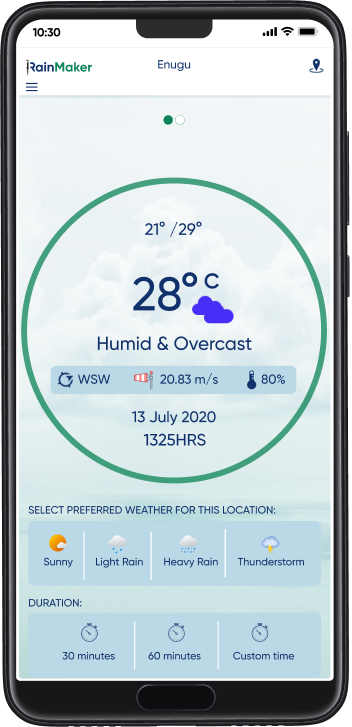 10:30
RainMaker
Enugu
21° /29°
28° C
Humid & Overcast
WSW 20.83 m/s 80%
13 July 2020
1325HRS
SELECT PREFERRED WEATHER FOR THIS LOCATION:
Sunny Light Rain Heavy Rain Thunderstorm
DURATION:
30 minutes 60 minutes Custom time